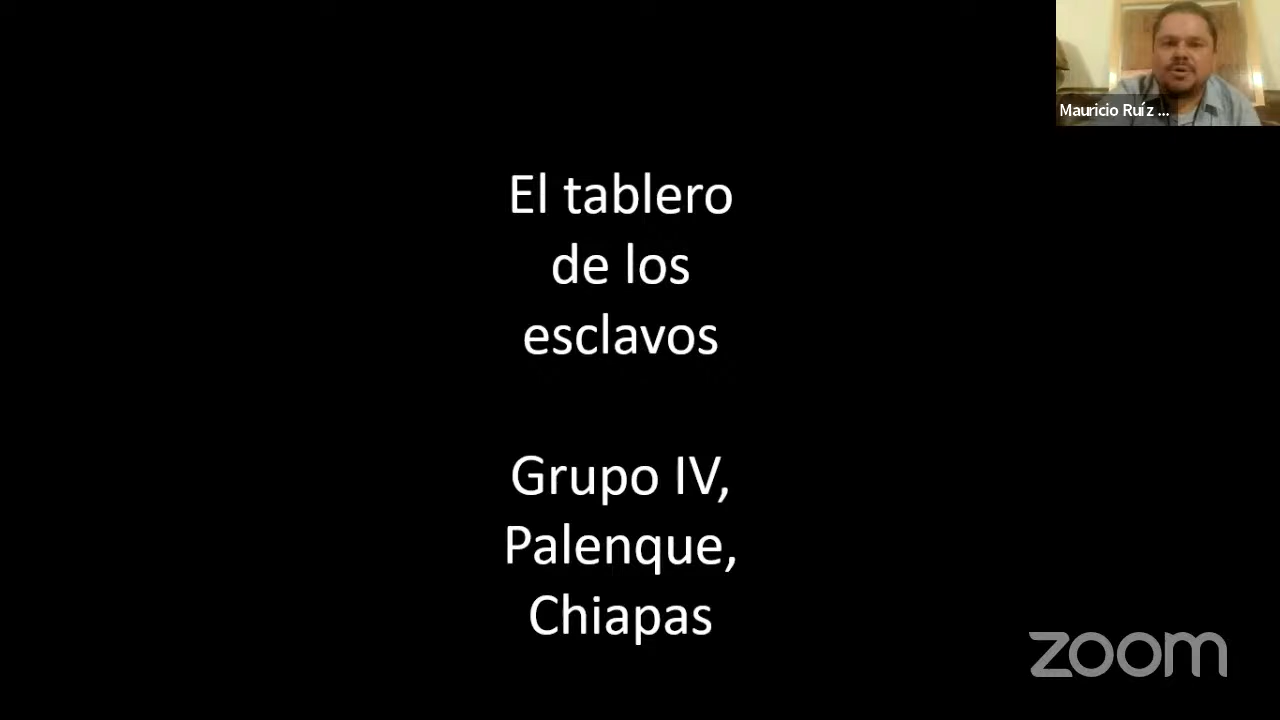 Mauricio Ruíz ...
El tablero
de los
esclavos
Grupo IV,
Palenque,
Chiapas
zoom